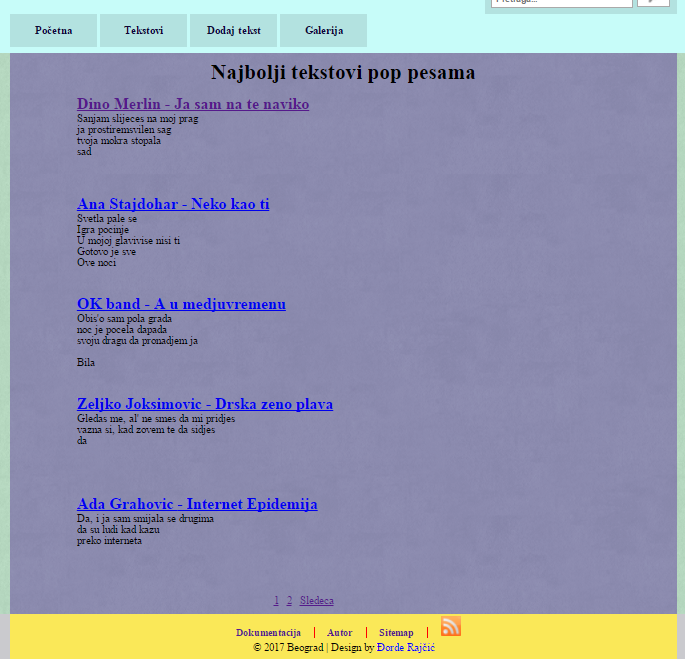 Pretraga...
Početna
Tekstovi
Dodaj tekst
Galerija
Najbolji tekstovi pop pesama
Dino Merlin - Ja sam na te naviko
Sanjam slijeces na moj prag
ja prostiremsvilen sag
tvoja mokra stopala
sad
Ana Stajdohar - Neko kao ti
Svetla pale se
Igra pocinje
U mojoj glavivise nisi ti
Gotovo je sve
Ove noci
OK band - A u medjuvremenu
Obis'o sam pola grada
noc je pocela dapada
svoju dragu da pronadjem ja
Bila
Zeljko Joksimovic - Drska zeno plava
Gledas me, al' ne smes da mi pridjes
vazna si, kad zovem te da sidjes
da
Ada Grahovic - Internet Epidemija
Da, i ja sam smijala se drugima
da su ludi kad kazu
preko interneta
1 2 Sledeca
Dokumentacija | Autor | Sitemap |
© 2017 Beograd | Design by Đorđe Rajčić